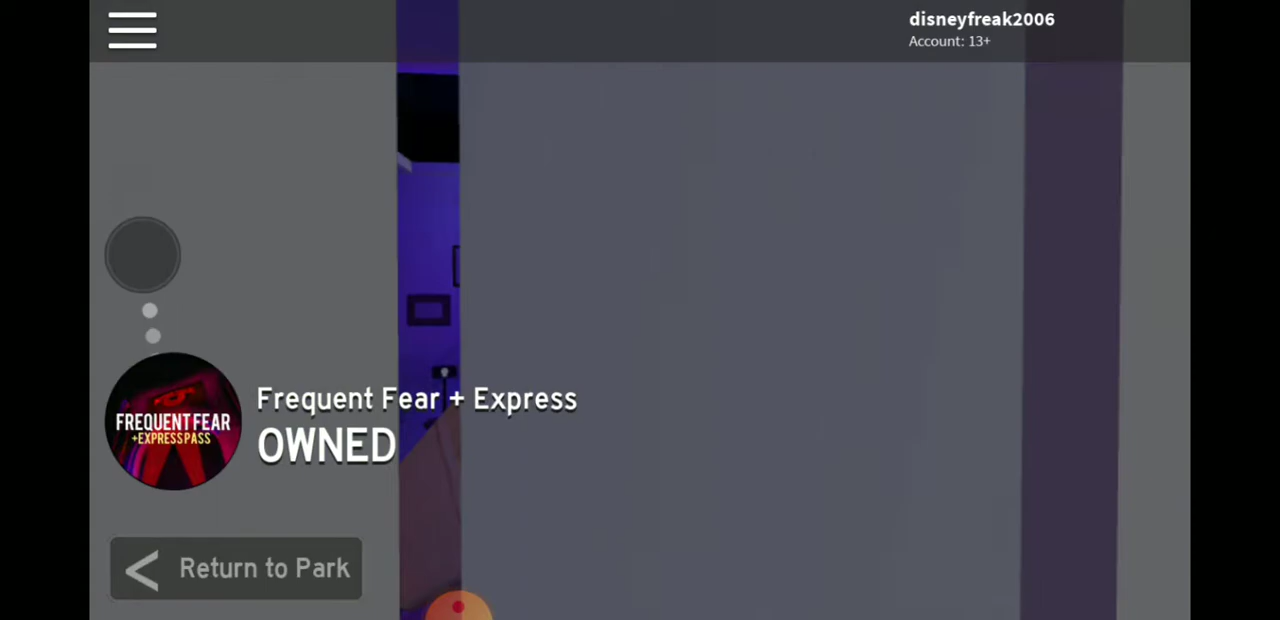 disneyfreak2006
Account: 13+
Frequent Fear + Express
FREQUENT FEAR
+EXPRESS PASS
OWNED
Return to Park